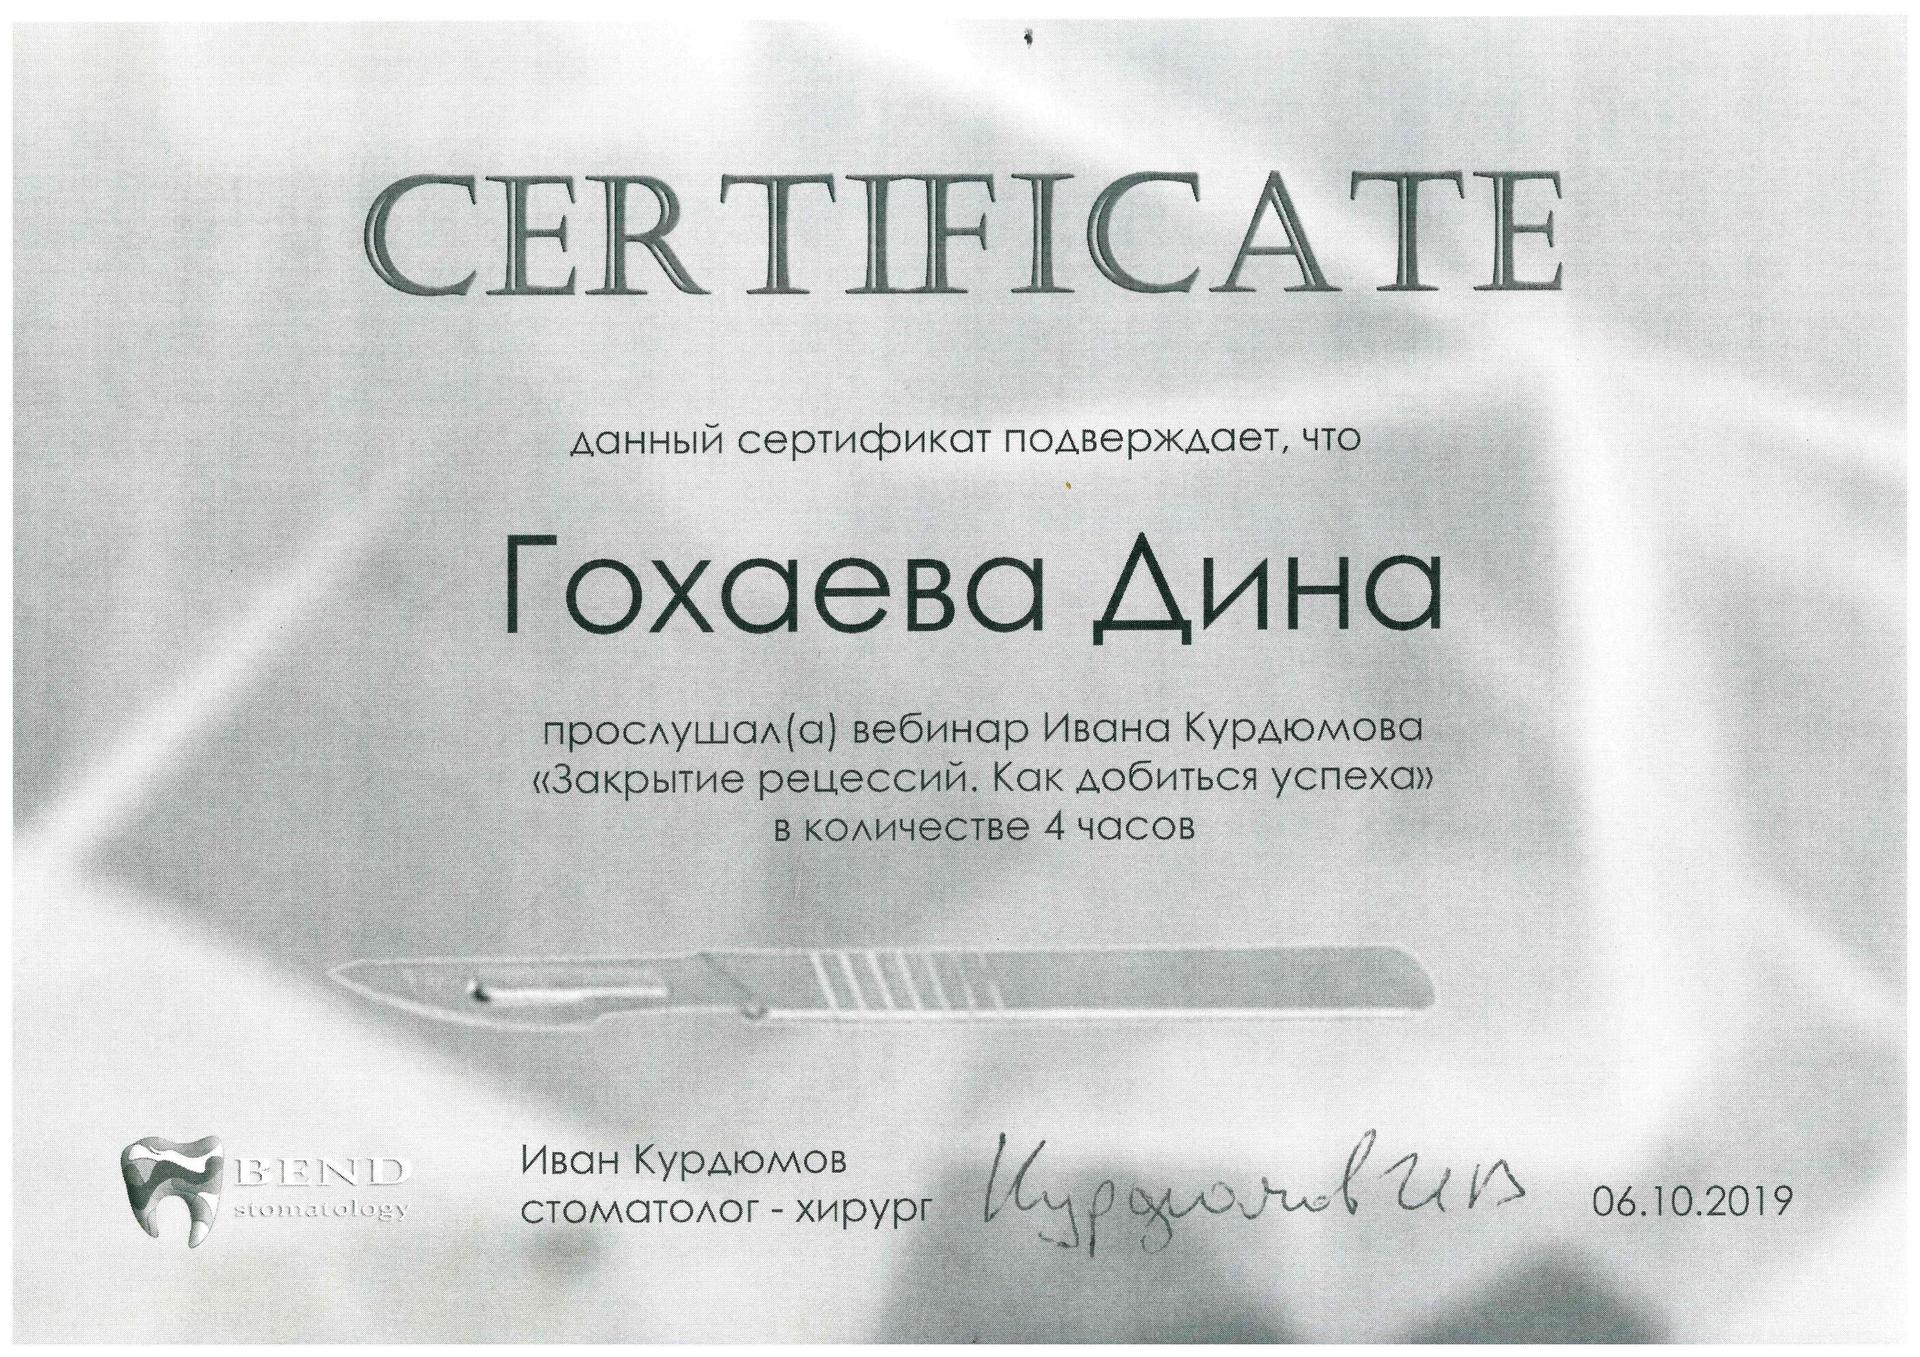 CERTIFICATE
данный сертификат подверждает, что
Гохаева Дина
прослушал(а) вебинар Ивана Курдюмова
«Закрытие рецессий. Как добиться успеха»
в количестве 4 часов
BEND
stomatology
Иван Курдюмов
стоматолог - хирург
Курдюмов И В
06.10.2019